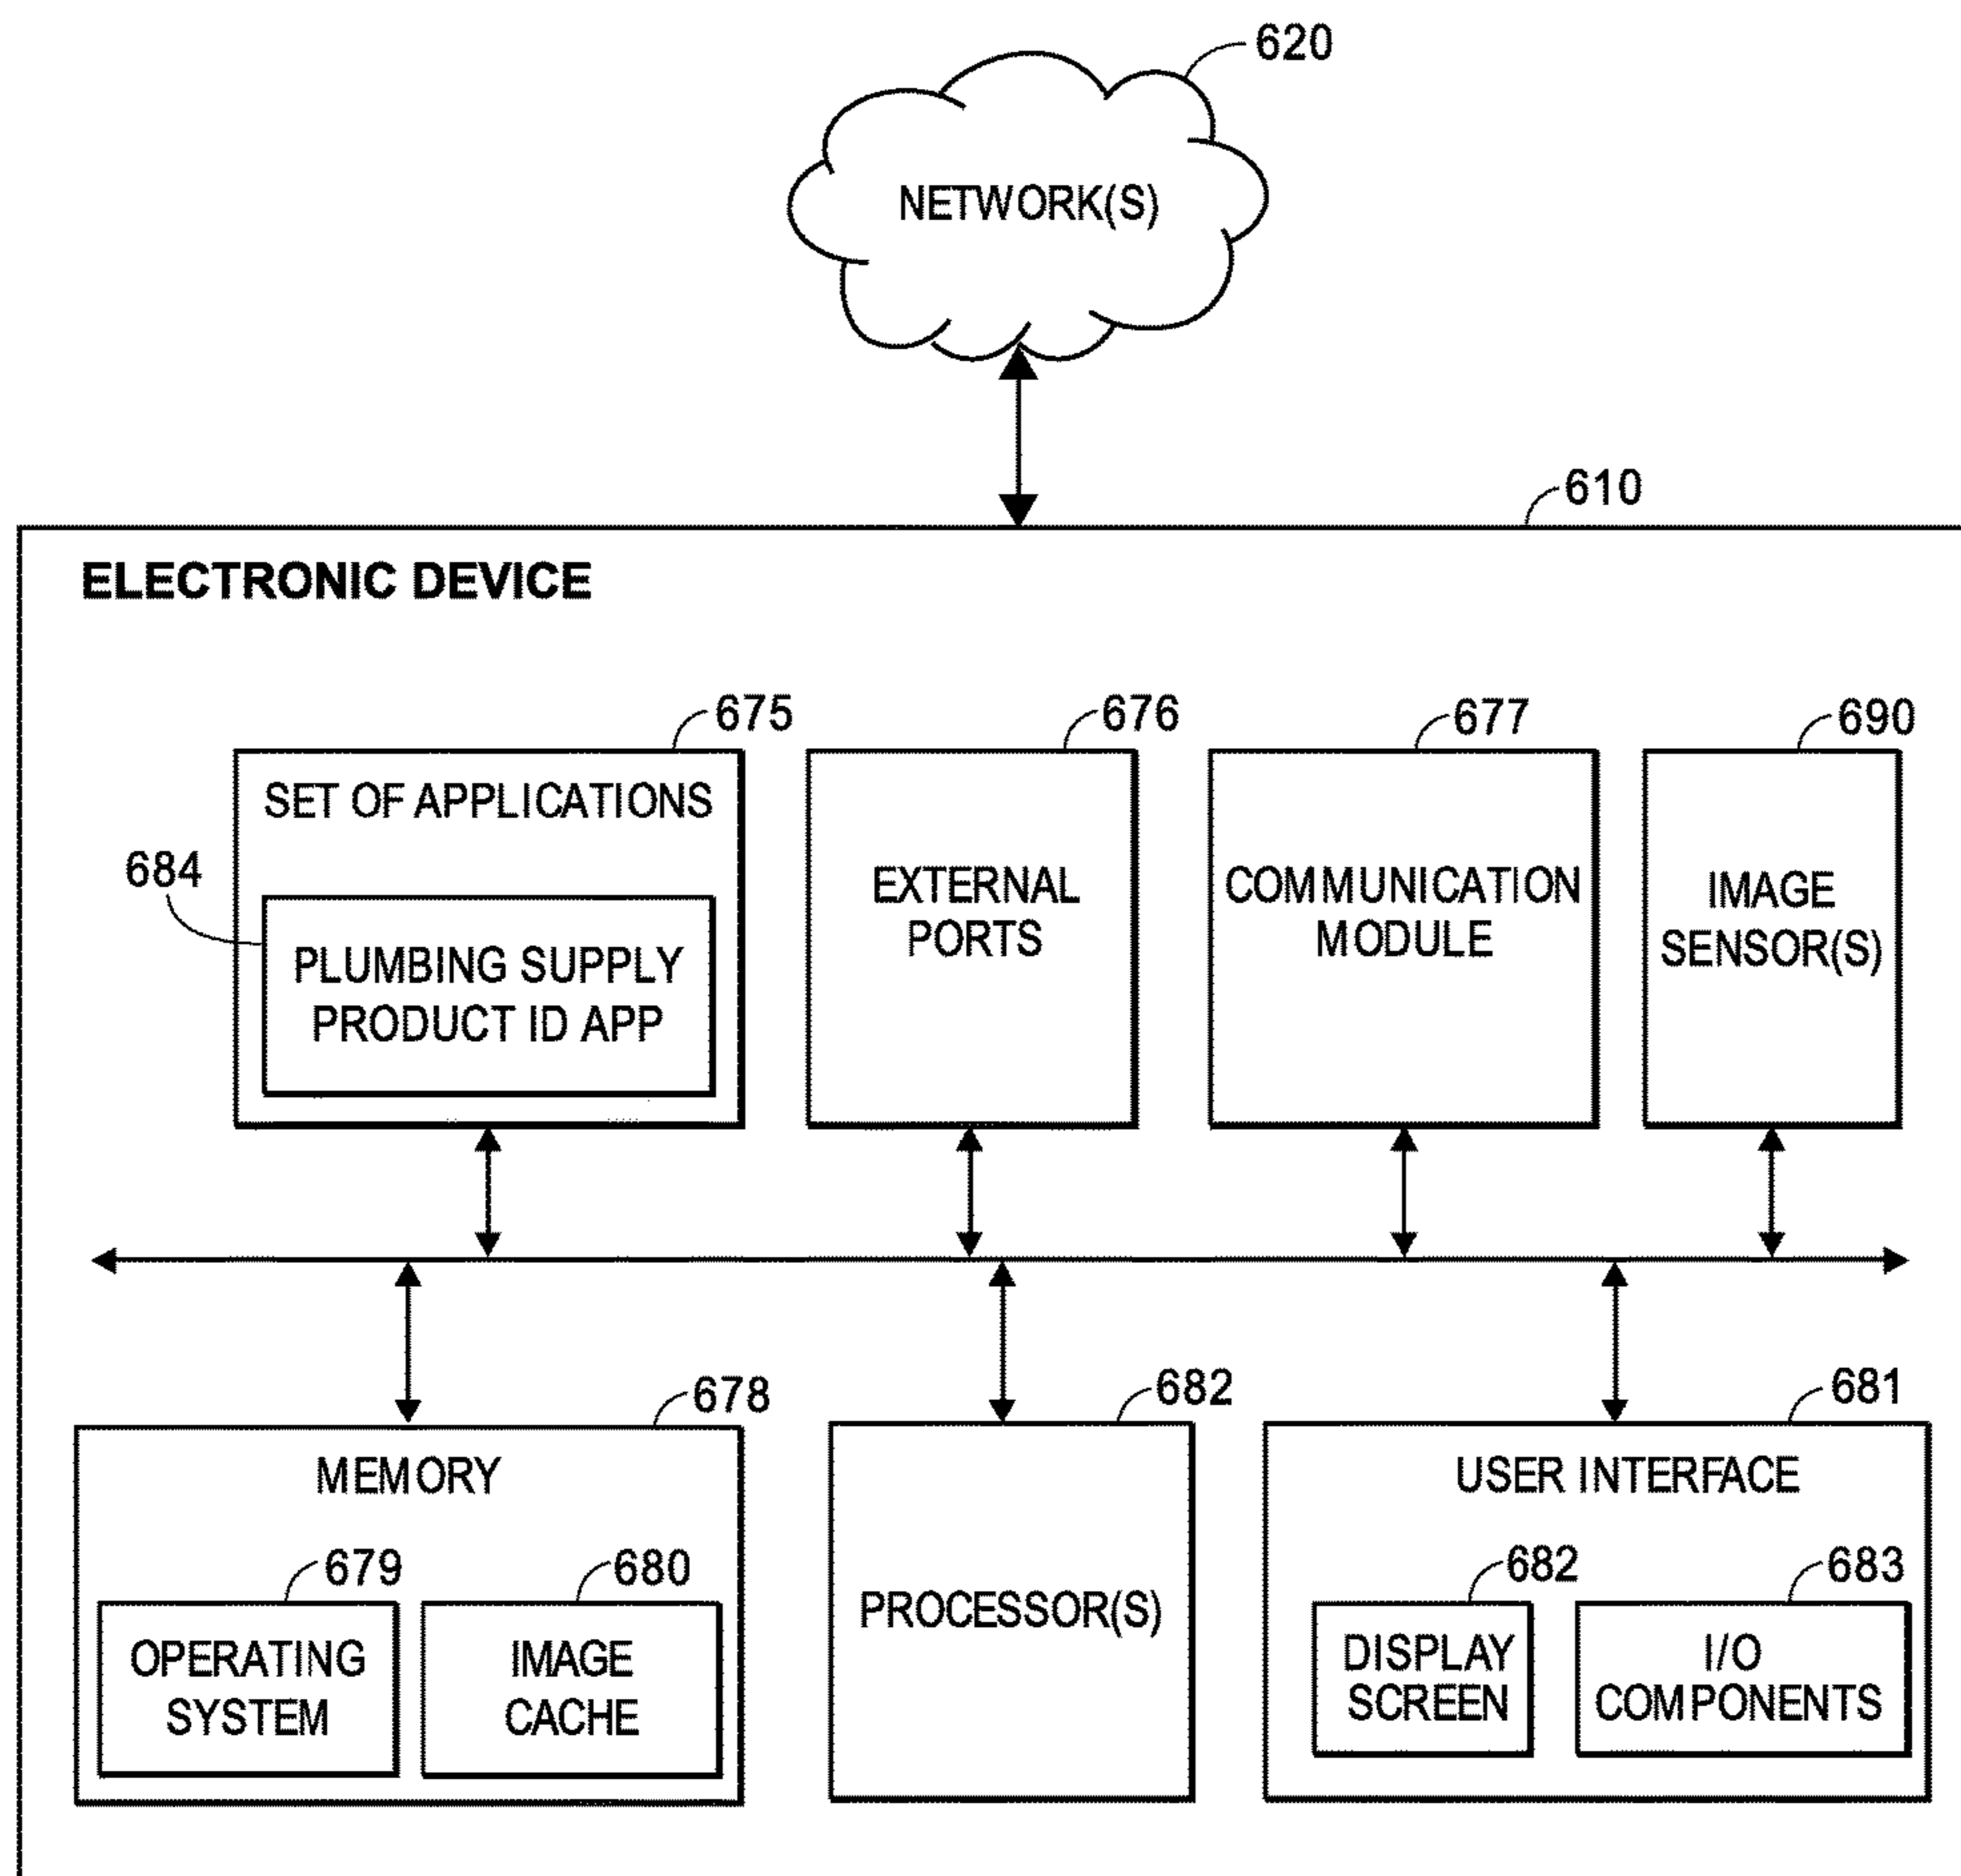 620
NETWORK(S)
610
ELECTRONIC DEVICE
675
676
677
690
SET OF APPLICATIONS
684
PLUMBING SUPPLY
PRODUCT ID APP
EXTERNAL
PORTS
COMMUNICATION
MODULE
IMAGE
SENSOR(S)
678
682
681
MEMORY
679
680
OPERATING
SYSTEM
IMAGE
CACHE
PROCESSOR(S)
USER INTERFACE
682
683
DISPLAY
SCREEN
I/O
COMPONENTS